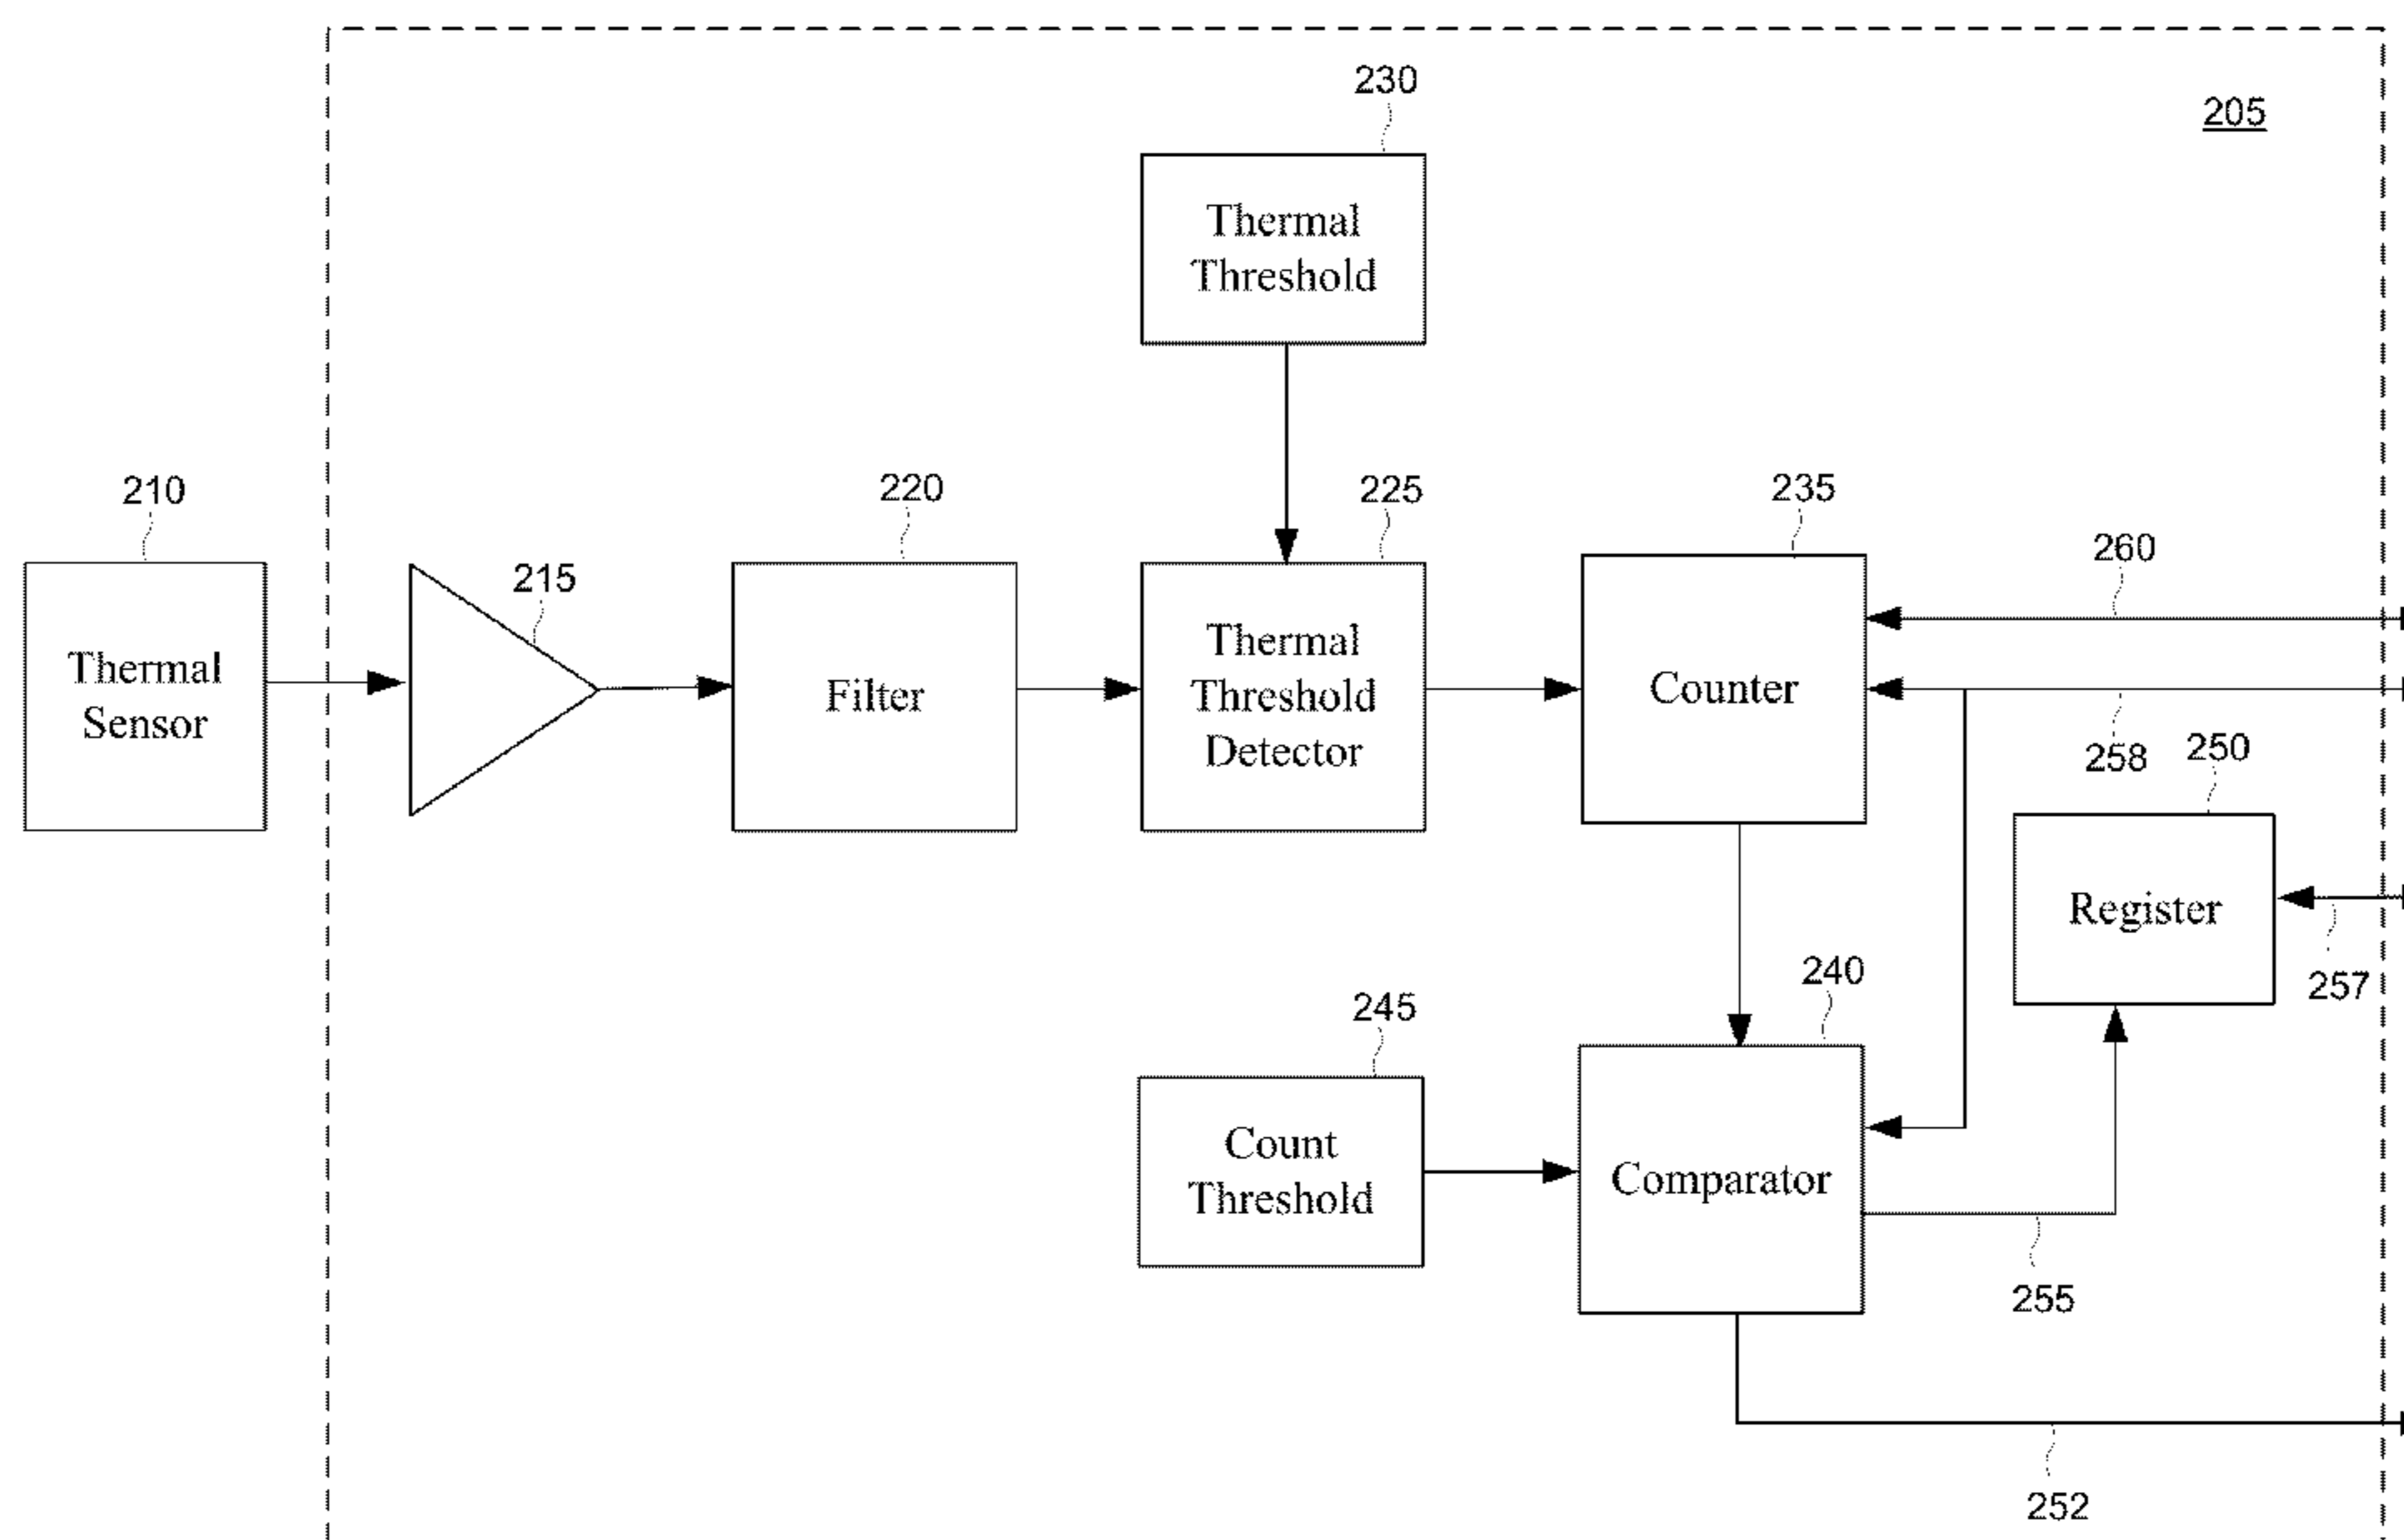 230
205
Thermal
Threshold
210
220
225
235
260
215
Thermal
Sensor
Filter
Thermal
Threshold
Detector
Counter
258
250
Register
257
240
245
Count
Threshold
Comparator
255
252